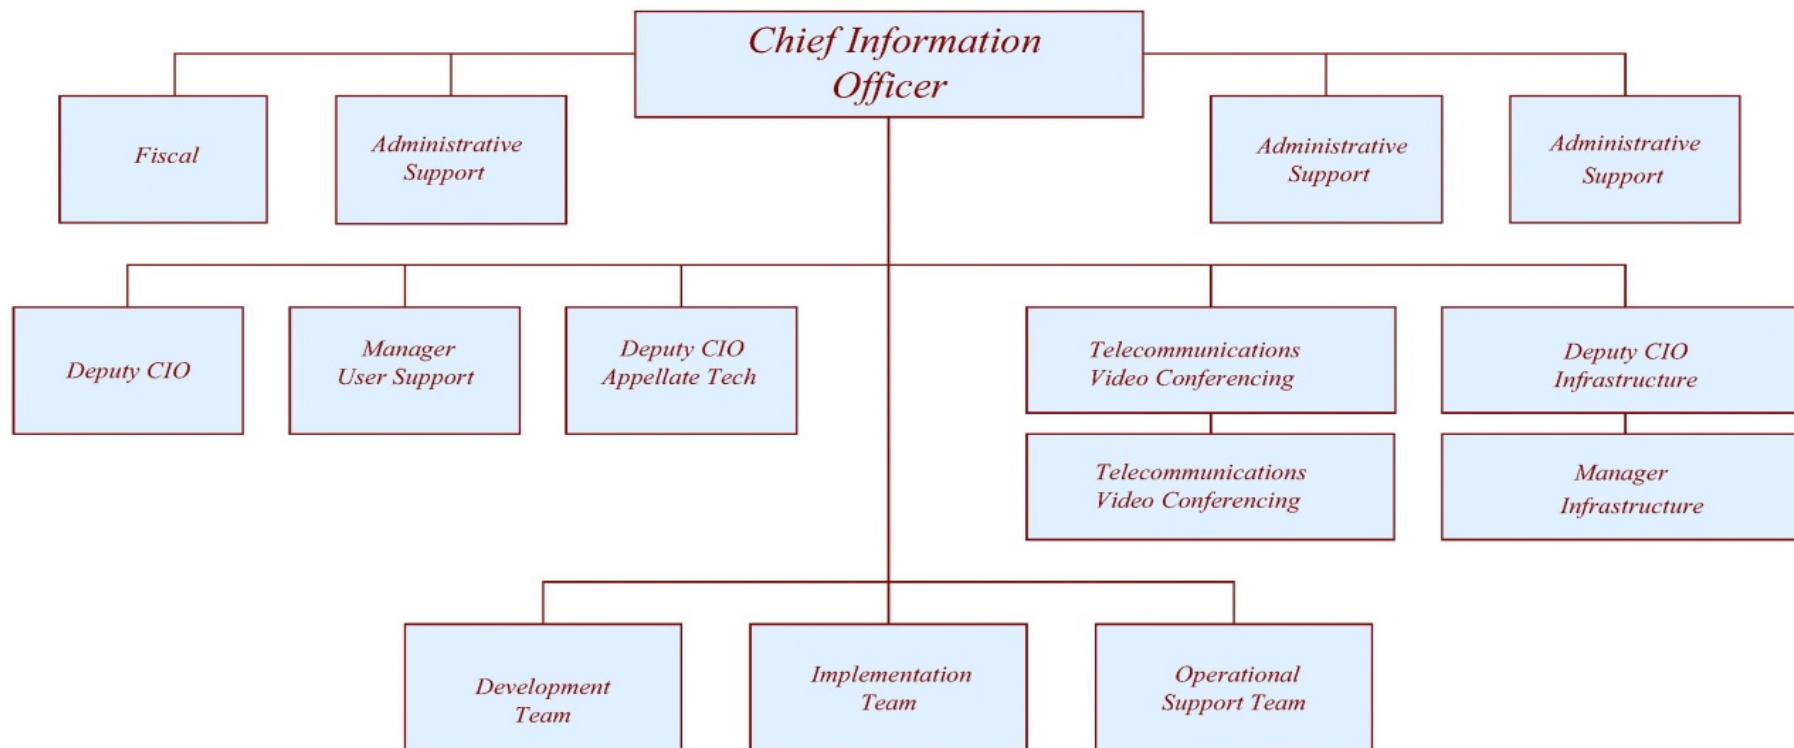 Chief Information
Officer
Fiscal
Administrative
Support
Administrative
Support
Administrative
Support
Deputy CIO
Manager
User Support
Deputy CIO
Appellate Tech
Telecommunications
Video Conferencing
Deputy CIO
Infrastructure
Telecommunications
Video Conferencing
Manager
Infrastructure
Development
Team
Implementation
Team
Operational
Support Team